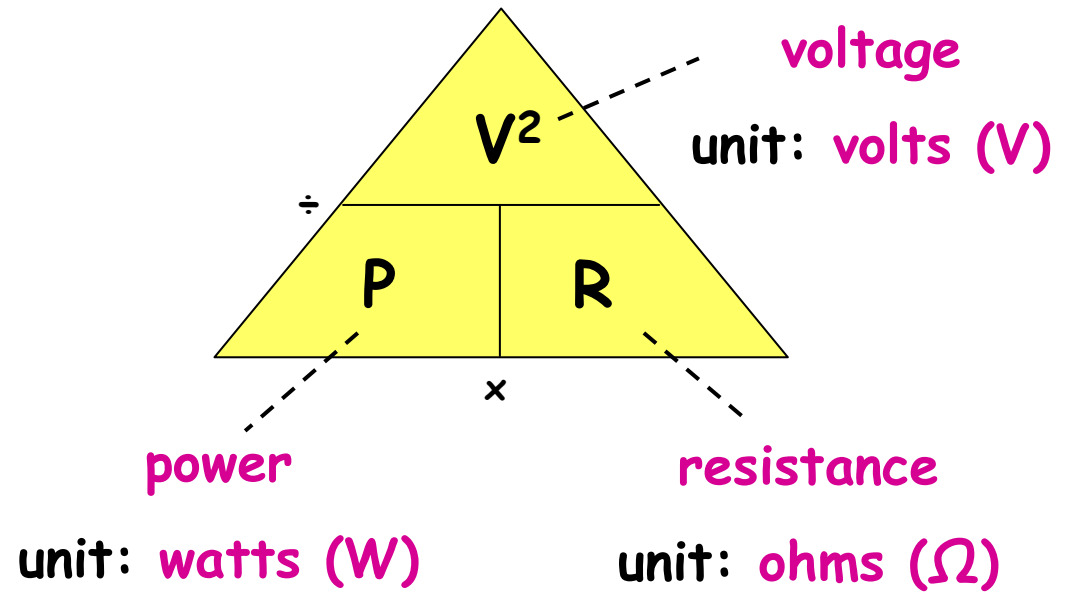 voltage
V²
unit: volts (V)
÷
P
R
x
power
resistance
unit: watts (W)
unit: ohms (Ω)